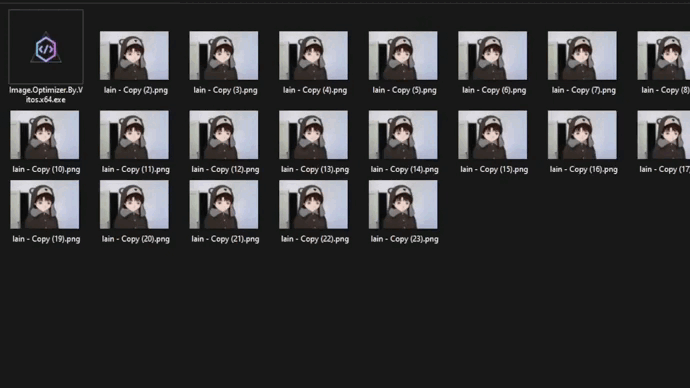 Image.Optimizer.By.V
itos.x64.exe
lain - Copy (2).png
lain - Copy (3).png
lain - Copy (4).png
lain - Copy (5).png
lain - Copy (6).png
lain - Copy (7).png
lain - Copy (8)
lain - Copy (10).png
lain - Copy (11).png
lain - Copy (12).png
lain - Copy (13).png
lain - Copy (14).png
lain - Copy (15).png
lain - Copy (16).png
lain - Copy (17
lain - Copy (19).png
lain - Copy (20).png
lain - Copy (21).png
lain - Copy (22).png
lain - Copy (23).png